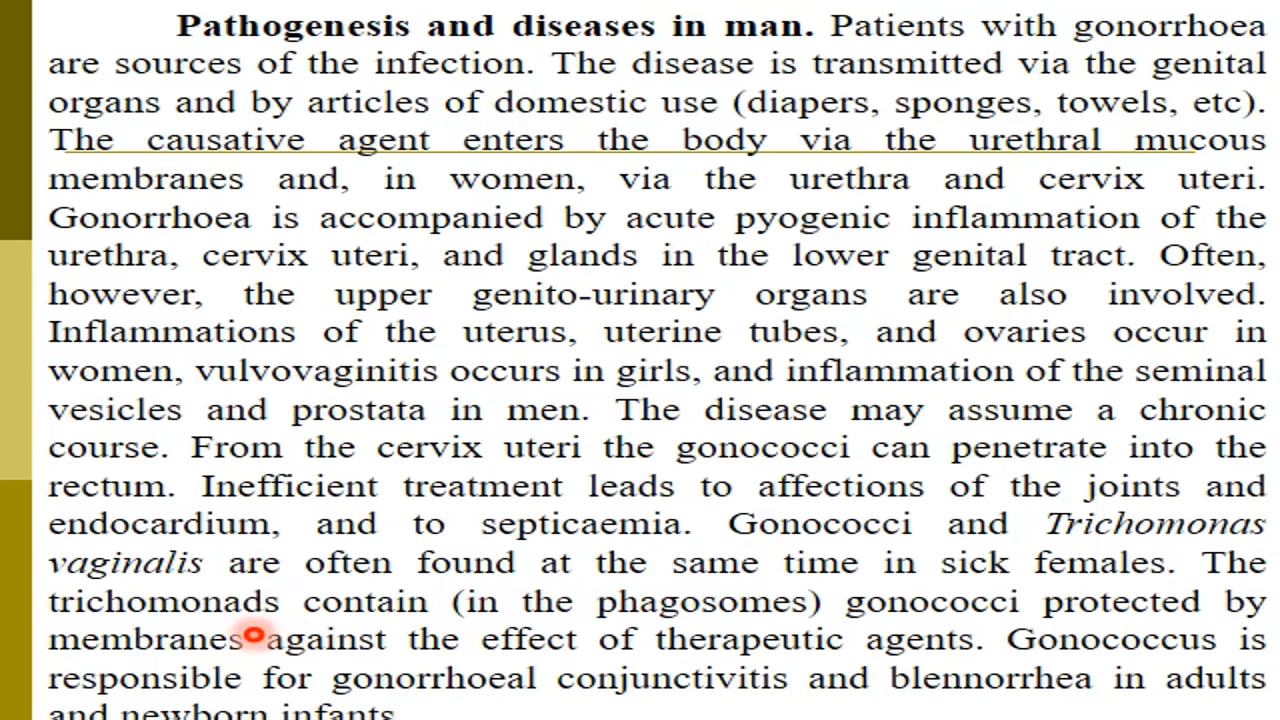 Pathogenesis and diseases in man. Patients with gonorrhoea
are sources of the infection. The disease is transmitted via the genital
organs and by articles of domestic use (diapers, sponges, towels, etc).
The causative agent enters the body via the urethral mucous
membranes and, in women, via the urethra and cervix uteri.
Gonorrhoea is accompanied by acute pyogenic inflammation of the
urethra, cervix uteri, and glands in the lower genital tract. Often,
however, the upper genito-urinary organs are also involved.
Inflammations of the uterus, uterine tubes, and ovaries occur in
women, vulvovaginitis occurs in girls, and inflammation of the seminal
vesicles and prostata in men. The disease may assume a chronic
course. From the cervix uteri the gonococci can penetrate into the
rectum. Inefficient treatment leads to affections of the joints and
endocardium, and to septicaemia. Gonococci and Trichomonas
vaginalis are often found at the same time in sick females. The
trichomonads contain (in the phagosomes) gonococci protected by
membranes against the effect of therapeutic agents. Gonococcus is
responsible for gonorrhoeal conjunctivitis and blennorrhea in adults
and newborn infants.